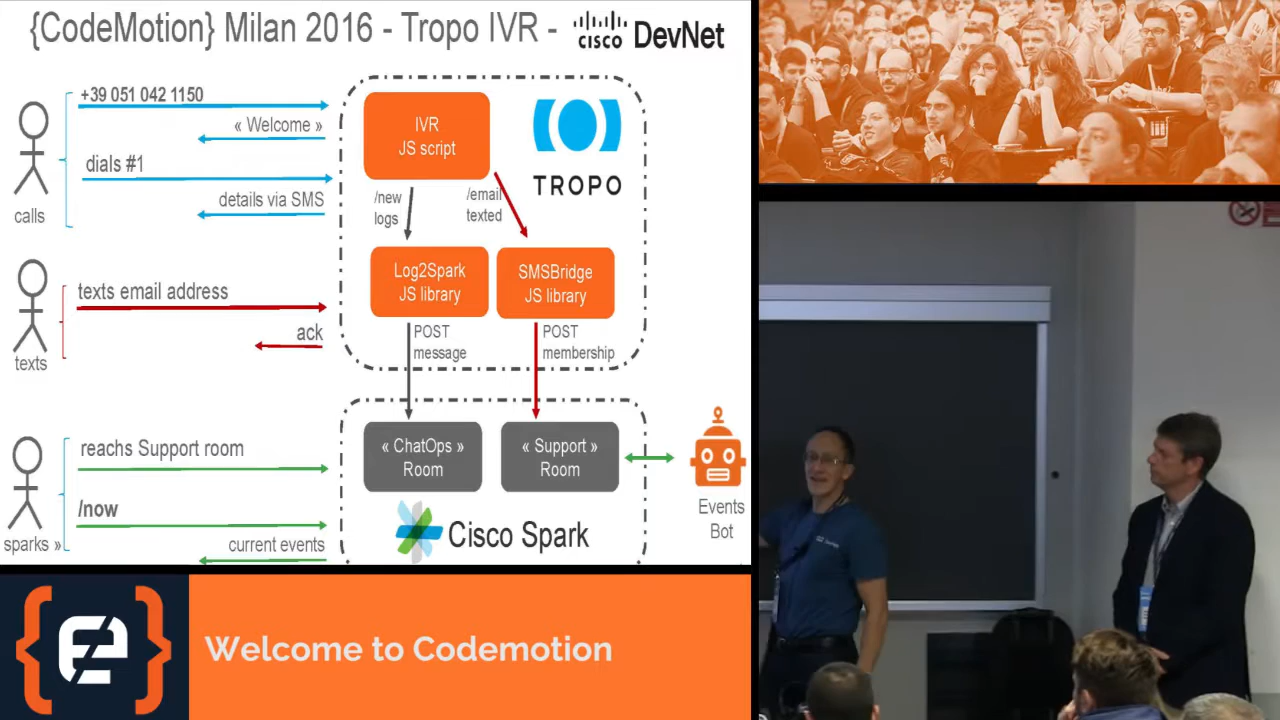 {CodeMotion} Milan 2016 - Tropo IVR - CISCO DevNet
+39 051 042 1150
« Welcome »
dials #1
details via SMS
calls
IVR
JS script
TROPO
/new
logs
/email
texted
Log2Spark
JS library
SMSBridge
JS library
texts email address
ack
texts
POST
message
POST
membership
reachs Support room
/now
current events
sparks »
« ChatOps »
Room
« Support »
Room
Cisco Spark
Events
Bot
Welcome to Codemotion